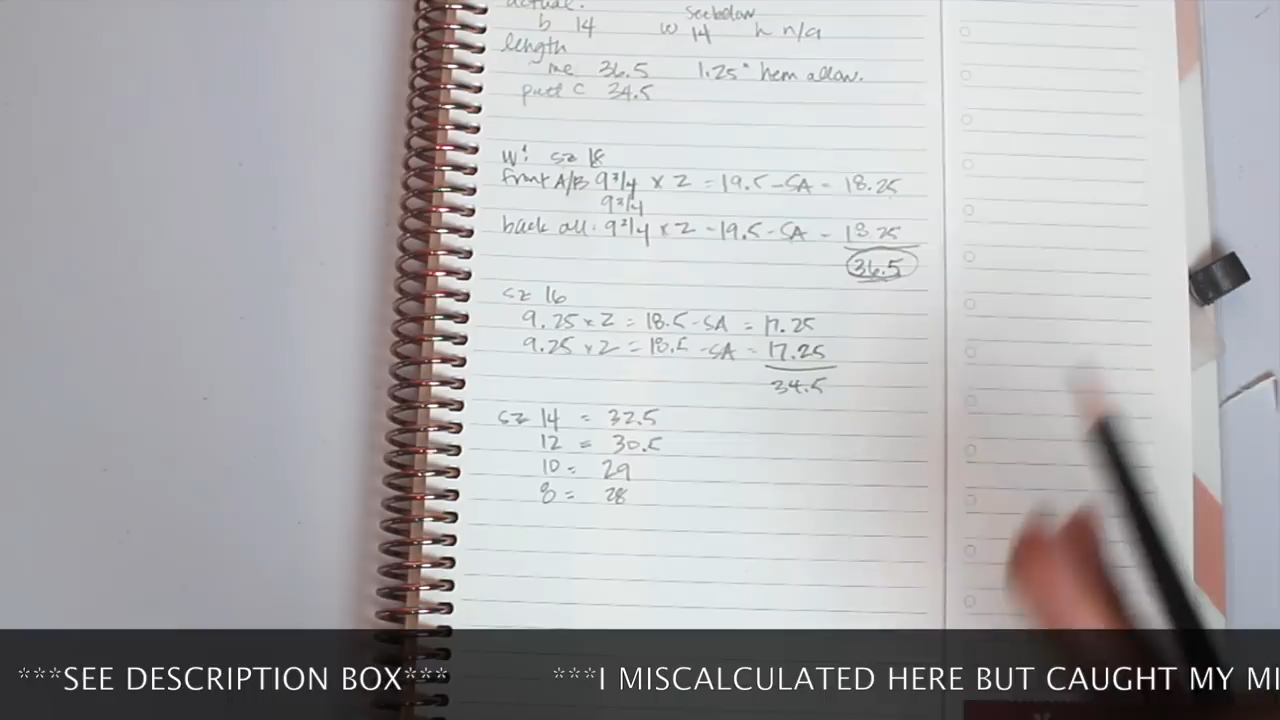 actual:
see below
b 14 w 14 h n/a
length
me 36.5 1.25" hem allow.
34.5
w: sz 18
front A/B 9 3/4 x 2 = 19.5 - SA = 18.25
9 3/4
back all. 9 3/4 x 2 - 19.5 - SA - 18.25
36.5
sz 16
9.25 x 2 = 18.5 - SA = 17.25
9.25 x 2 = 18.5 - SA = 17.25
34.5
sz 14 = 32.5
12 = 30.5
10 = 29
8 = 28
***SEE DESCRIPTION BOX*** ***I MISCALCULATED HERE BUT CAUGHT MY MI